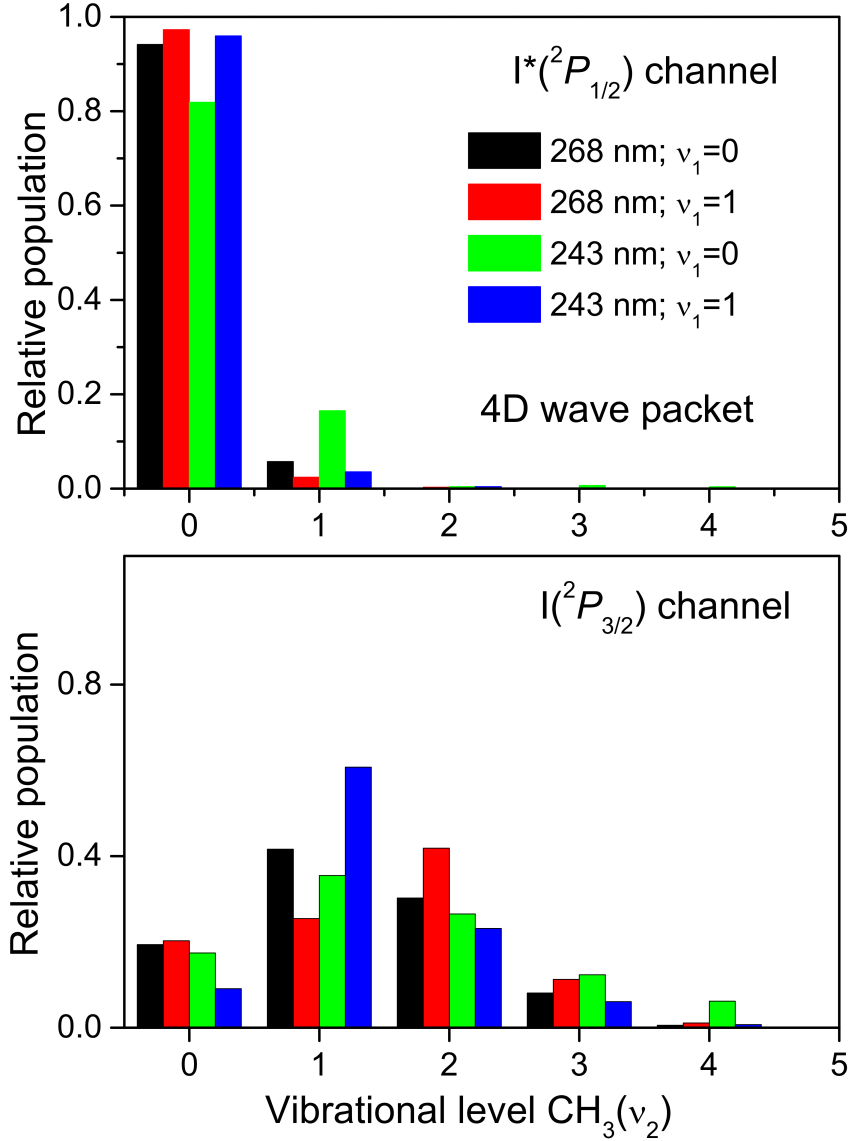 1.0
0.8
0.6
0.4
0.2
0.0
Relative population
I*(²P₁/₂) channel
268 nm; ν₁=0
268 nm; ν₁=1
243 nm; ν₁=0
243 nm; ν₁=1
4D wave packet
0 1 2 3 4 5
I(²P₃/₂) channel
0.8
0.4
0.0
Relative population
0 1 2 3 4 5
Vibrational level CH₃(ν₂)